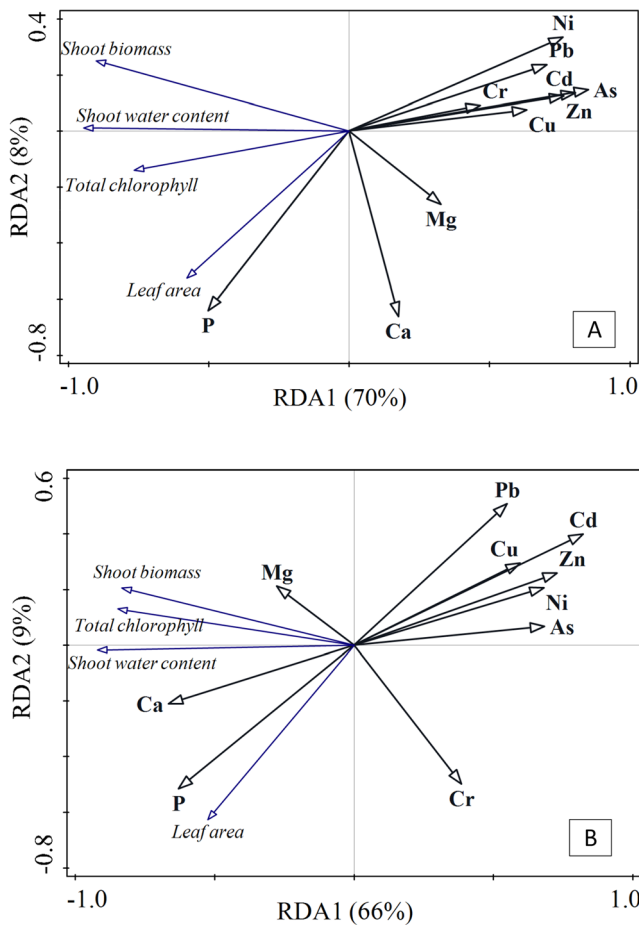 0.4
Ni
Shoot biomass
Pb
Cd
As
Cr
Zn
Shoot water content
Cu
RDA2 (8%)
Total chlorophyll
Mg
Leaf area
P
Ca
A
-0.8
-1.0
RDA1 (70%)
1.0
0.6
Pb
Cd
Cu
Zn
Shoot biomass
Mg
Ni
Total chlorophyll
As
Shoot water content
RDA2 (9%)
Ca
P
Cr
Leaf area
B
-0.8
-1.0
RDA1 (66%)
1.0